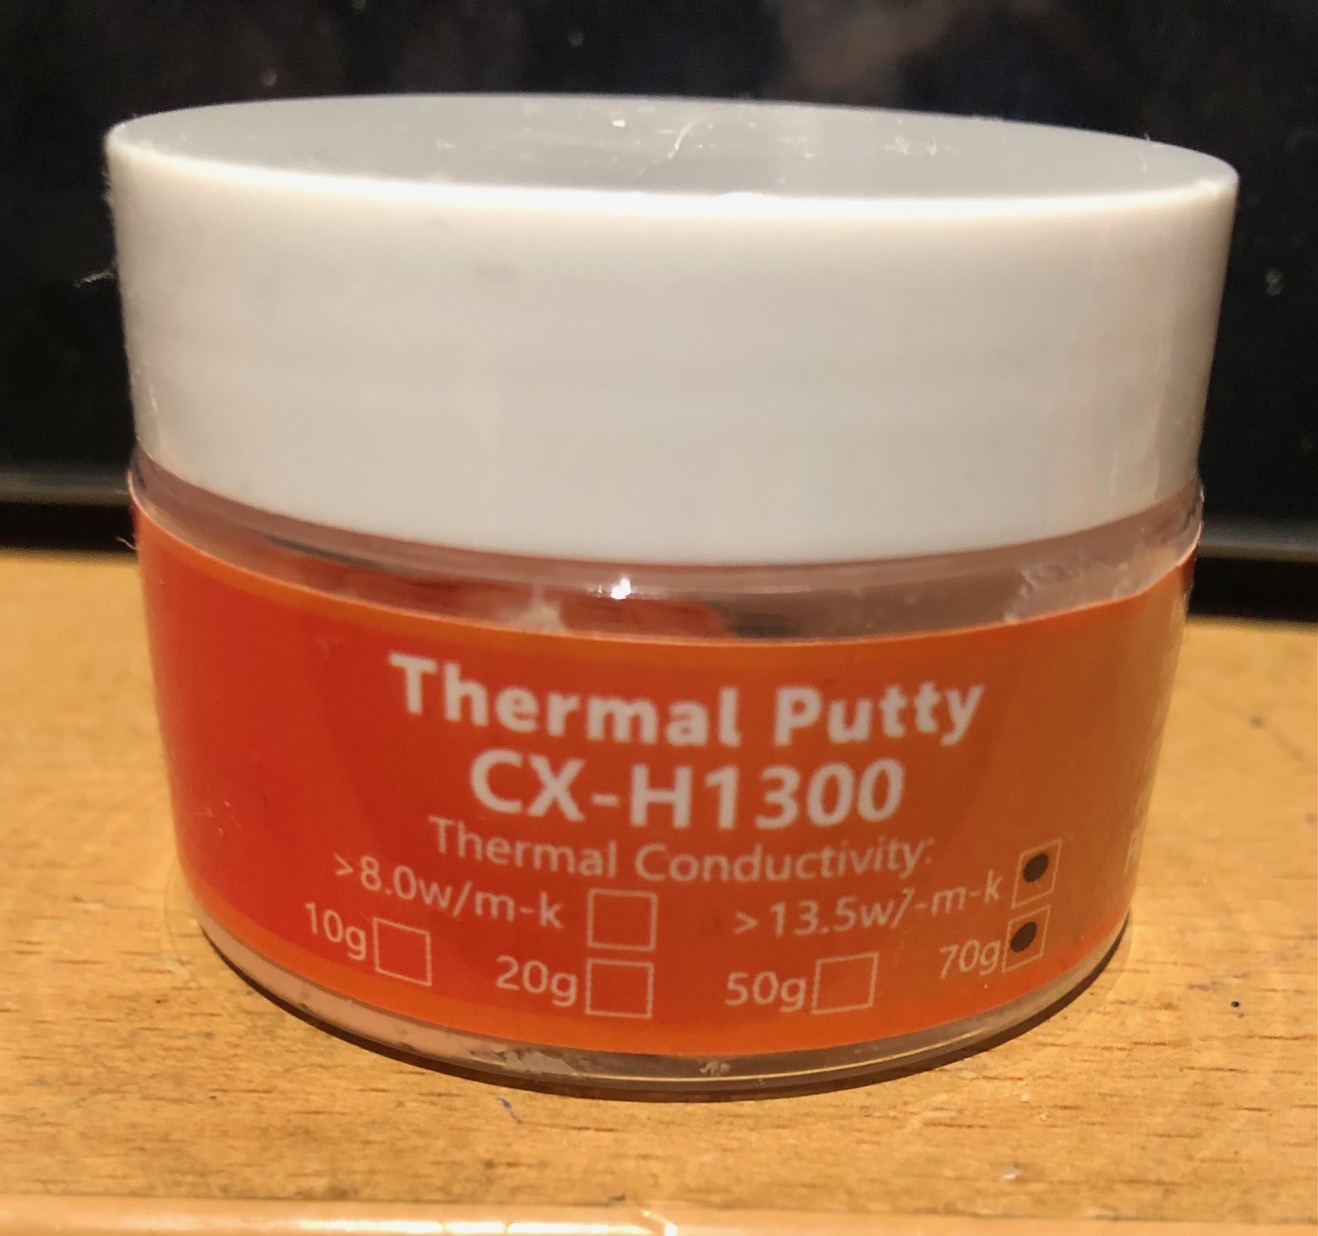 Thermal Putty
CX-H1300
Thermal Conductivity:
>8.0w/m-k >13.5w/-m-k
10g 20g 50g 70g